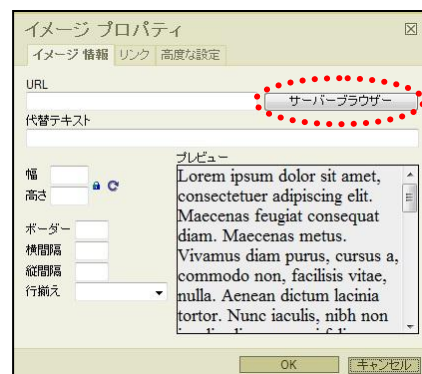 イメージ プロパティ
イメージ 情報 リンク 高度な設定
URL
サーバーブラウザー
代替テキスト
プレビュー
幅
高さ
ボーダー
横間隔
縦間隔
行揃え
Lorem ipsum dolor sit amet,
consectetuer adipiscing elit.
Maecenas feugiat consequat
diam. Maecenas metus.
Vivamus diam purus, cursus a,
commodo non, facilisis vitae,
nulla. Aenean dictum lacinia
tortor. Nunc iaculis, nibh non
OK キャンセル